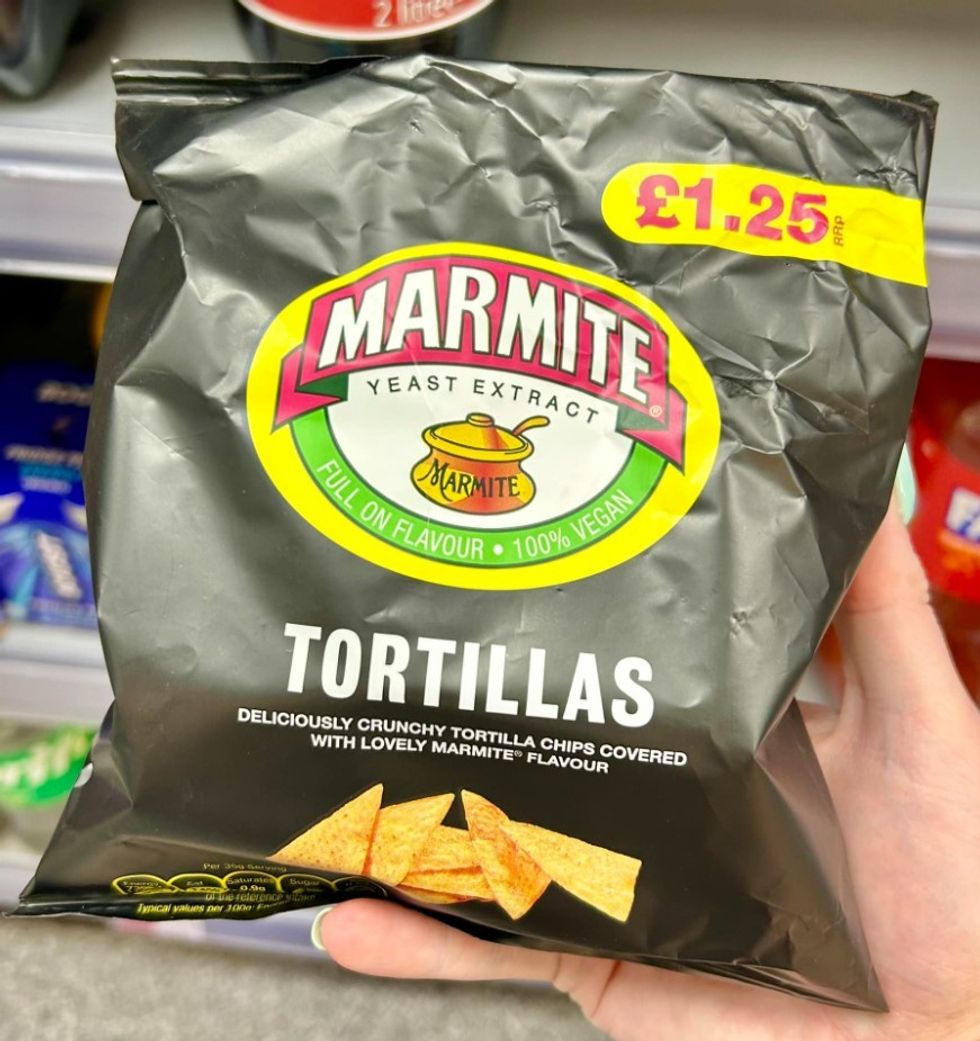 2 litre
£1.25
RRP
MARMITE®
YEAST EXTRACT
MARMITE
FULL ON FLAVOUR • 100% VEGAN
TORTILLAS
DELICIOUSLY CRUNCHY TORTILLA CHIPS COVERED
WITH LOVELY MARMITE® FLAVOUR
Per 35g Serving
Energy Fat Saturates Sugar
0.9g
of the reference intake
Typical values per 100g: